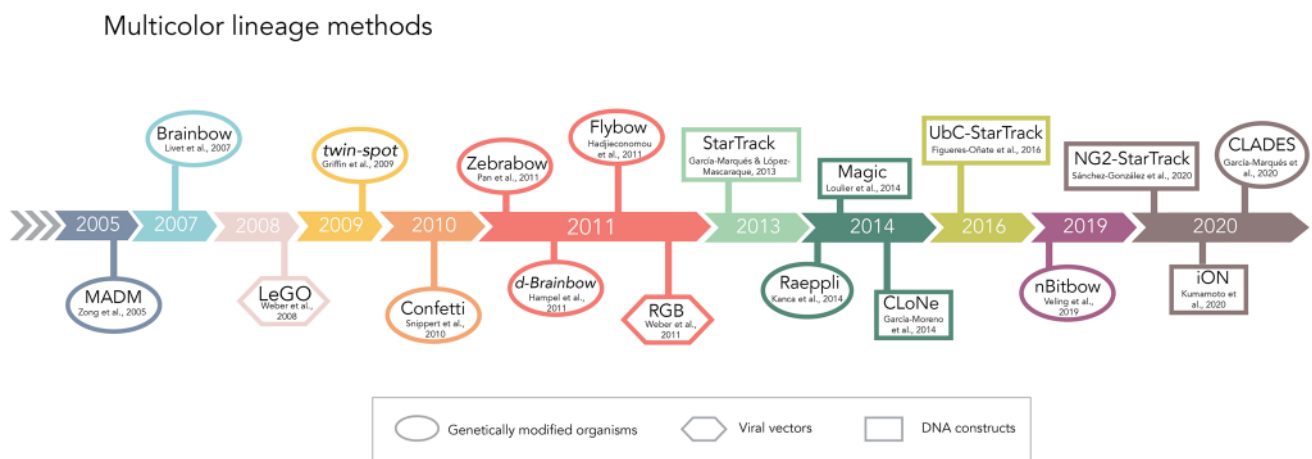 Multicolor lineage methods
Brainbow
Livet et al., 2007
twin-spot
Griffin et al., 2009
Zebrabow
Pan et al., 2011
Flybow
Hadjieconomou
et al., 2011
StarTrack
García-Marqués & López-
Mascaraque, 2013
Magic
Loulier et al., 2014
UbC-StarTrack
Figueres-Oñate et al., 2016
NG2-StarTrack
Sánchez-González et al., 2020
CLADES
García-Marqués et
al., 2020
2005
2007
2008
2009
2010
2011
2013
2014
2016
2019
2020
MADM
Zong et al., 2005
LeGO
Weber et al.,
2008
Confetti
Snippert et al.,
2010
d-Brainbow
Hampel et al.,
2011
RGB
Weber et al.,
2011
Raeppli
Kanca et al., 2014
CLoNe
García-Moreno
et al., 2014
nBitbow
Veling et al.,
2019
iON
Kumamoto et
al., 2020
Genetically modified organisms
Viral vectors
DNA constructs